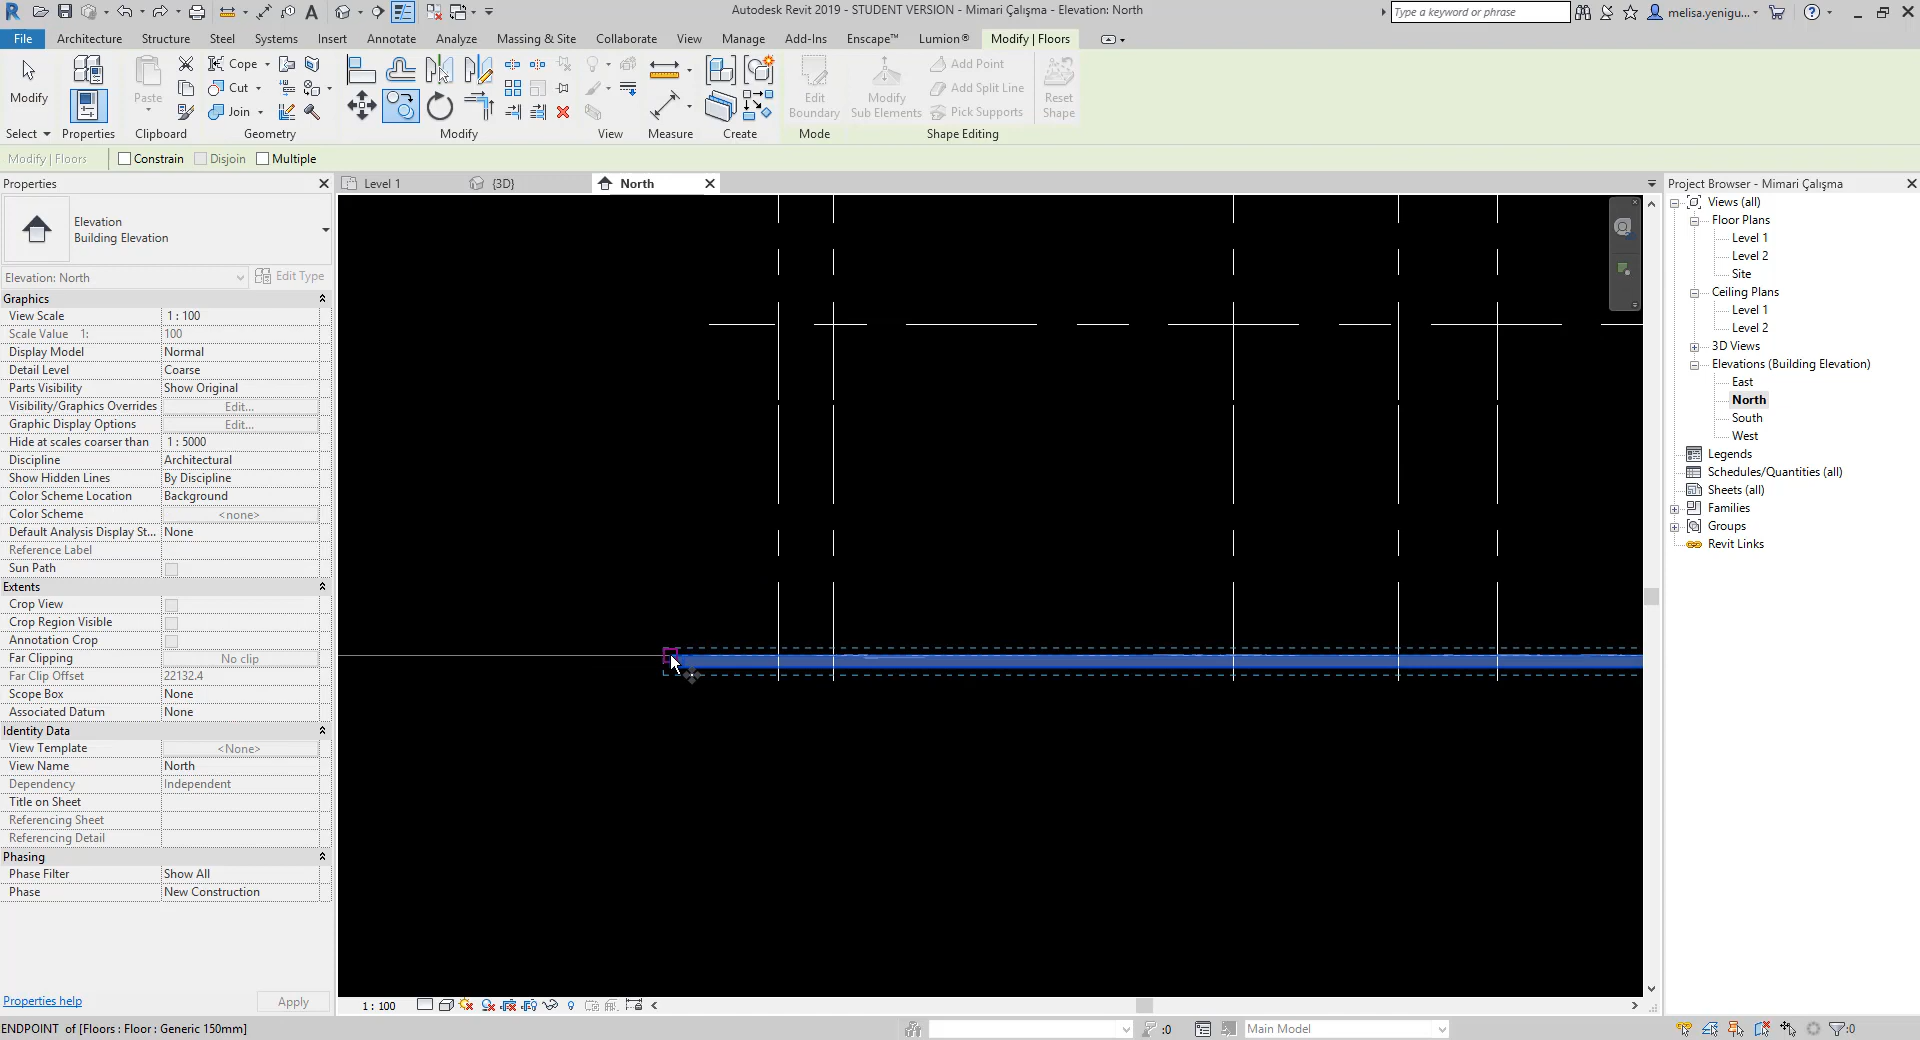 Autodesk Revit 2019 - STUDENT VERSION - Mimari Çalışma - Elevation: North
Type a keyword or phrase
melisa.yenigu...
File Architecture Structure Steel Systems Insert Annotate Analyze Massing & Site Collaborate View Manage Add-Ins Enscape™ Lumion® Modify | Floors
Modify
Paste
Cope
Cut
Join
Edit Boundary
Modify Sub Elements
Add Point
Add Split Line
Pick Supports
Reset Shape
Select Properties Clipboard Geometry Modify View Measure Create Mode Shape Editing
Modify | Floors Constrain Disjoin Multiple
Properties
Level 1 {3D} North
Project Browser - Mimari Çalışma
Elevation
Building Elevation
Elevation: North Edit Type
Graphics
View Scale 1 : 100
Scale Value 1: 100
Display Model Normal
Detail Level Coarse
Parts Visibility Show Original
Visibility/Graphics Overrides Edit...
Graphic Display Options Edit...
Hide at scales coarser than 1 : 5000
Discipline Architectural
Show Hidden Lines By Discipline
Color Scheme Location Background
Color Scheme <none>
Default Analysis Display St... None
Reference Label
Sun Path
Extents
Crop View
Crop Region Visible
Annotation Crop
Far Clipping No clip
Far Clip Offset 22132.4
Scope Box None
Associated Datum None
Identity Data
View Template <None>
View Name North
Dependency Independent
Title on Sheet
Referencing Sheet
Referencing Detail
Phasing
Phase Filter Show All
Phase New Construction
Properties help Apply
Views (all)
Floor Plans
Level 1
Level 2
Site
Ceiling Plans
Level 1
Level 2
3D Views
Elevations (Building Elevation)
East
North
South
West
Legends
Schedules/Quantities (all)
Sheets (all)
Families
Groups
Revit Links
1 : 100
ENDPOINT of [Floors : Floor : Generic 150mm]
:0
Main Model
:0